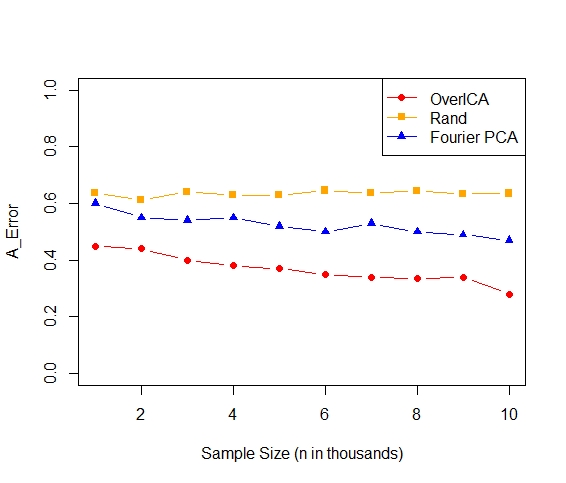 OverICA
Rand
Fourier PCA
1.0
0.8
0.6
0.4
0.2
0.0
A_Error
2 4 6 8 10
Sample Size (n in thousands)